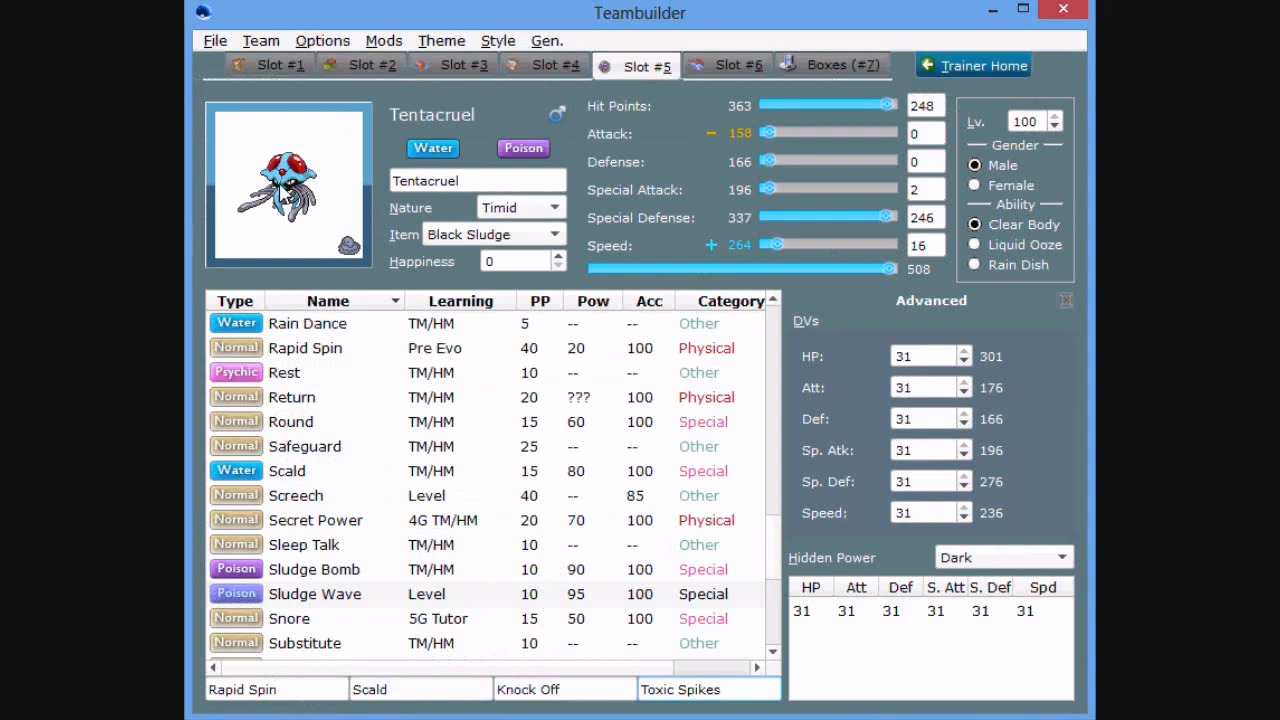 Teambuilder
File Team Options Mods Theme Style Gen.
Slot #1 Slot #2 Slot #3 Slot #4 Slot #5 Slot #6 Boxes (#7) Trainer Home
Tentacruel
Water Poison
Tentacruel
Nature Timid
Item Black Sludge
Happiness 0
Hit Points: 363 248
Attack: − 158 0
Defense: 166 0
Special Attack: 196 2
Special Defense: 337 246
Speed: + 264 16
508
Lv. 100
Gender
Male
Female
Ability
Clear Body
Liquid Ooze
Rain Dish
Type Name Learning PP Pow Acc Category
Water Rain Dance TM/HM 5 -- -- Other
Normal Rapid Spin Pre Evo 40 20 100 Physical
Psychic Rest TM/HM 10 -- -- Other
Normal Return TM/HM 20 ??? 100 Physical
Normal Round TM/HM 15 60 100 Special
Normal Safeguard TM/HM 25 -- -- Other
Water Scald TM/HM 15 80 100 Special
Normal Screech Level 40 -- 85 Other
Normal Secret Power 4G TM/HM 20 70 100 Physical
Normal Sleep Talk TM/HM 10 -- -- Other
Poison Sludge Bomb TM/HM 10 90 100 Special
Poison Sludge Wave Level 10 95 100 Special
Normal Snore 5G Tutor 15 50 100 Special
Normal Substitute TM/HM 10 -- -- Other
Rapid Spin Scald Knock Off Toxic Spikes
Advanced
DVs
HP: 31 301
Att: 31 176
Def: 31 166
Sp. Atk: 31 196
Sp. Def: 31 276
Speed: 31 236
Hidden Power Dark
HP Att Def S. Att S. Def Spd
31 31 31 31 31 31